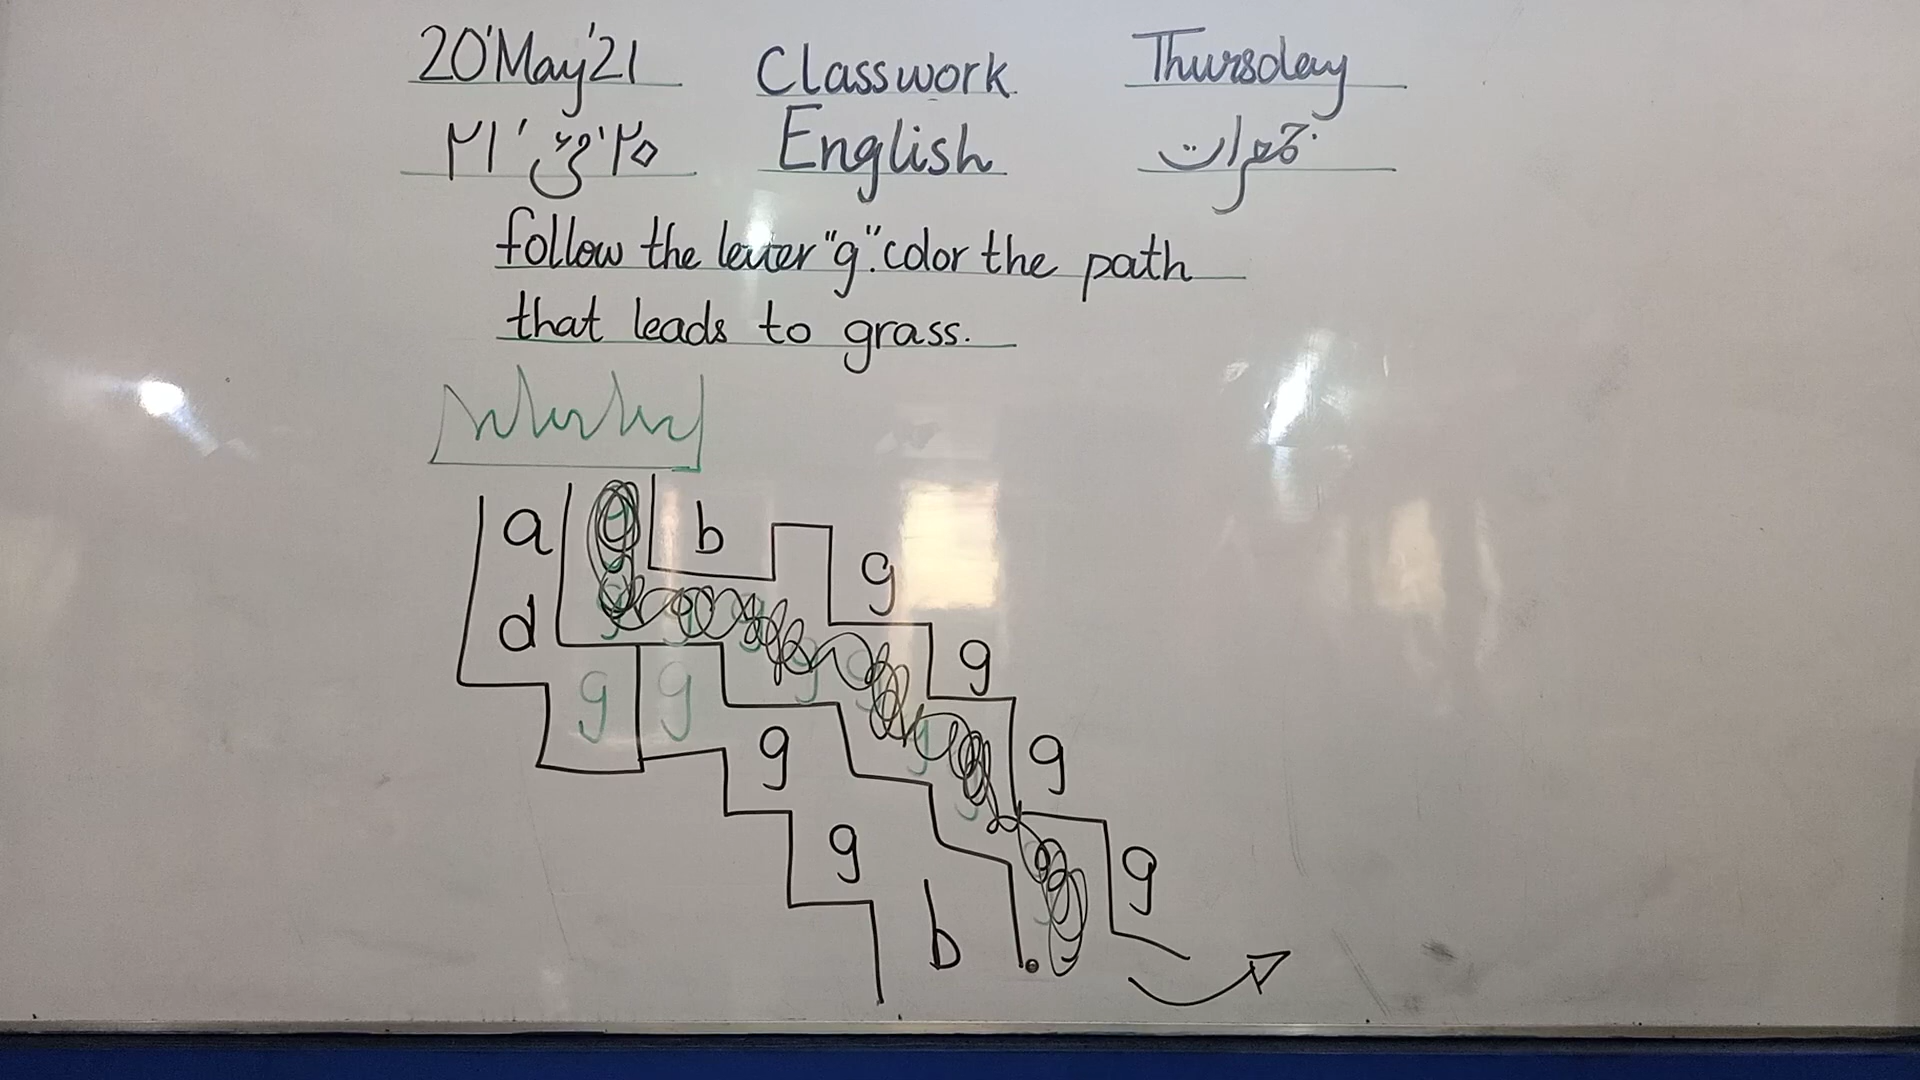 20'May'21 Classwork Thursday
۲۰'مئی'۲۱ English جمعرات
follow the letter "g". color the path
that leads to grass.
a g b
g
d g g g
g g g g
g g g g
g g g
g g
b